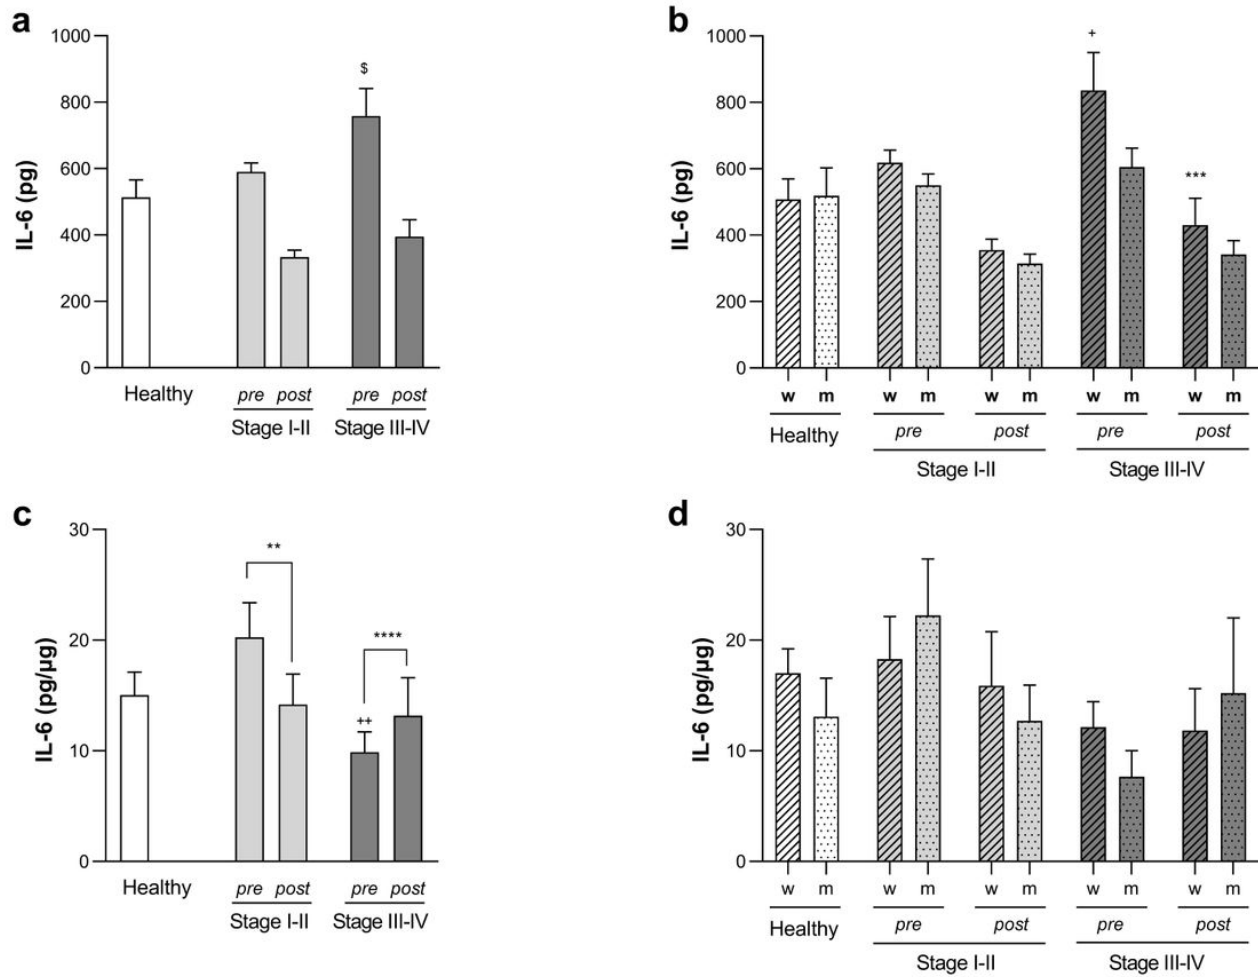 a
1000
800
600
400
200
0
IL-6 (pg)
$
Healthy
pre post pre post
Stage I-II Stage III-IV
b
1000
800
600
400
200
0
IL-6 (pg)
+
***
w m w m w m w m w m
Healthy pre post pre post
Stage I-II Stage III-IV
c
30
20
10
0
IL-6 (pg/µg)
**
****
++
Healthy
pre post pre post
Stage I-II Stage III-IV
d
30
20
10
0
IL-6 (pg/µg)
w m w m w m w m w m
Healthy pre post pre post
Stage I-II Stage III-IV